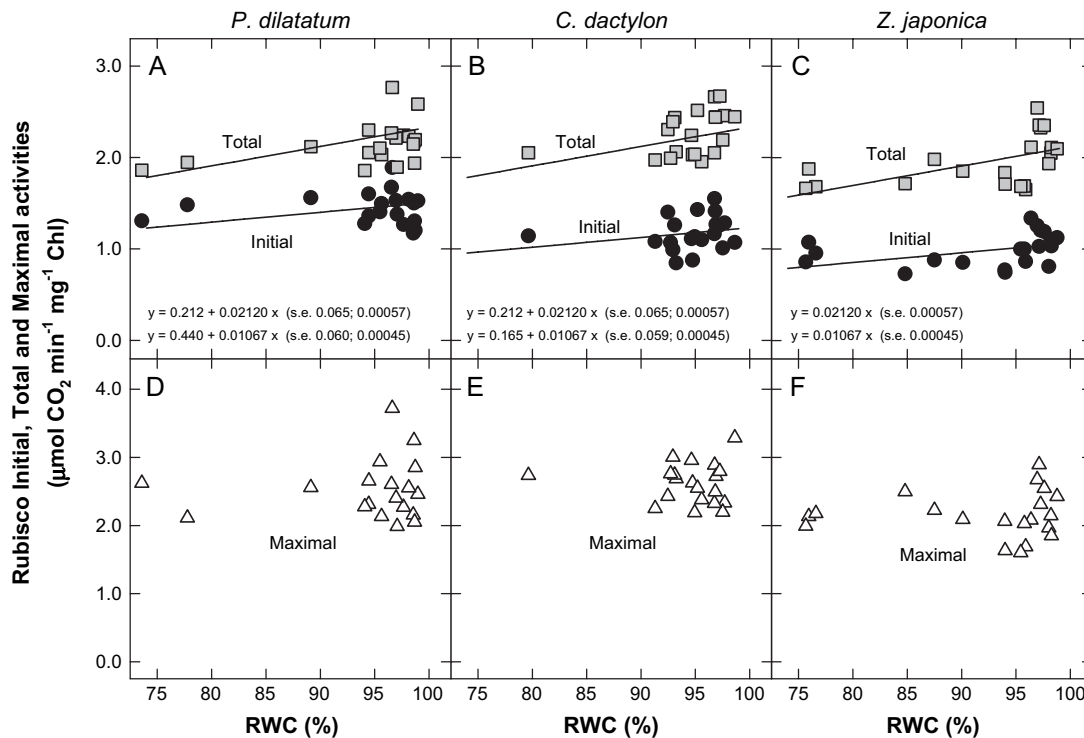 P. dilatatum
C. dactylon
Z. japonica
Rubisco Initial, Total and Maximal activities
(μmol CO₂ min⁻¹ mg⁻¹ Chl)
3.0
2.0
1.0
0.0
A
Total
Initial
y = 0.212 + 0.02120 x (s.e. 0.065; 0.00057)
y = 0.440 + 0.01067 x (s.e. 0.060; 0.00045)
B
Total
Initial
y = 0.212 + 0.02120 x (s.e. 0.065; 0.00057)
y = 0.165 + 0.01067 x (s.e. 0.059; 0.00045)
C
Total
Initial
y = 0.02120 x (s.e. 0.00057)
y = 0.01067 x (s.e. 0.00045)
4.0
3.0
2.0
1.0
0.0
D
Maximal
E
Maximal
F
Maximal
75 80 85 90 95 100
75 80 85 90 95 100
75 80 85 90 95 100
RWC (%)
RWC (%)
RWC (%)